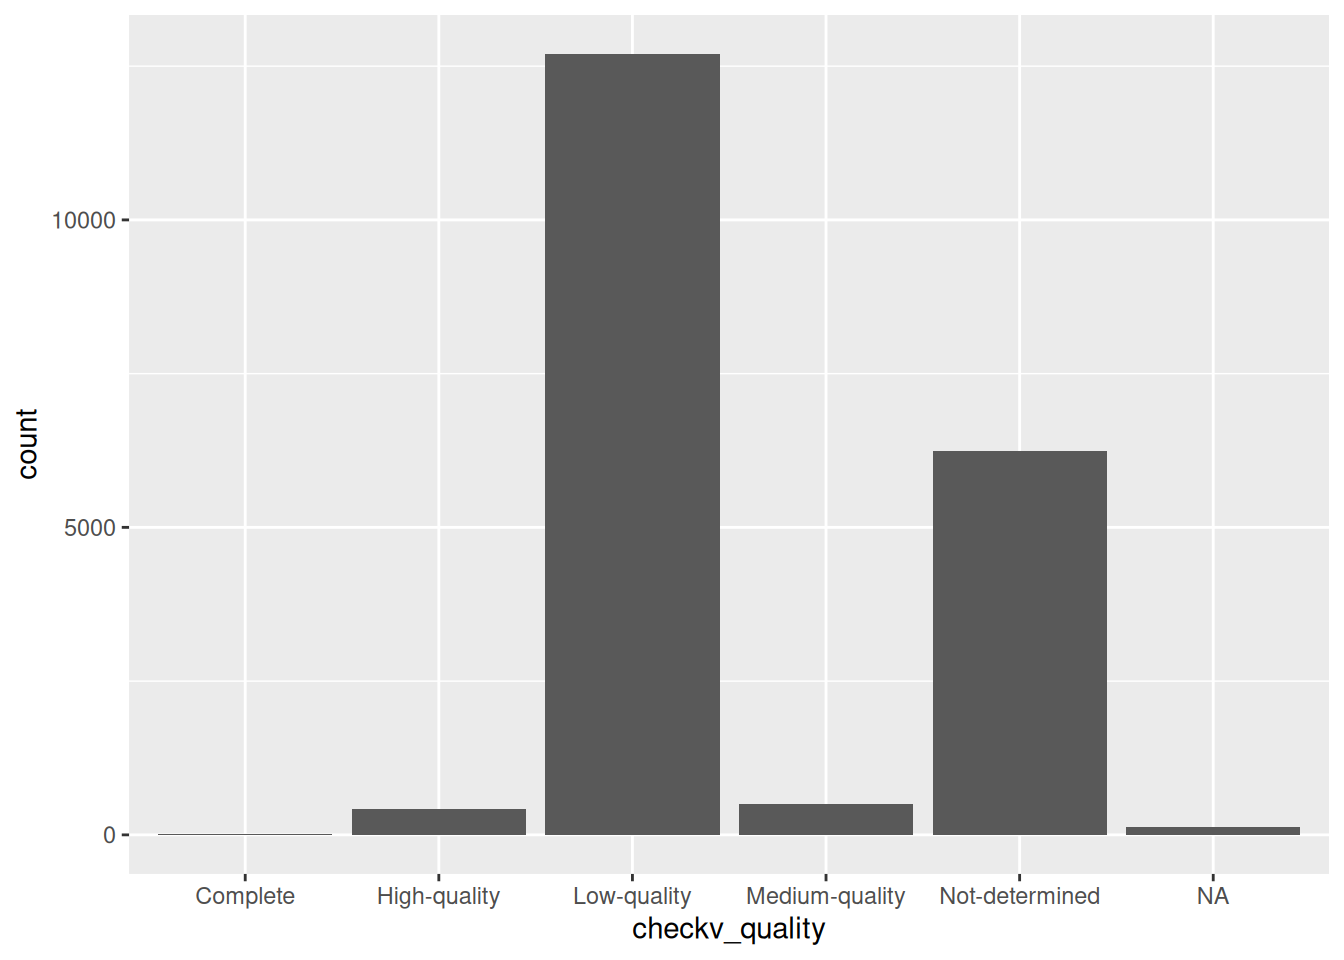 count
10000
5000
0
Complete
High-quality
Low-quality
Medium-quality
Not-determined
NA
checkv_quality